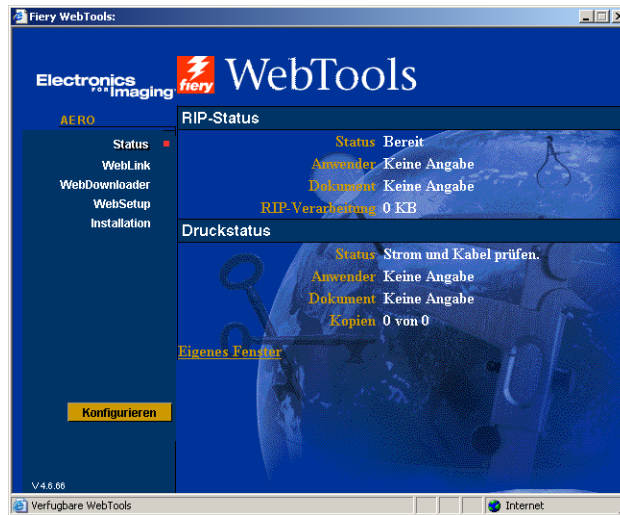 Fiery WebTools:
Electronics
FOR Imaging
fiery
WebTools
AERO
Status
WebLink
WebDownloader
WebSetup
Installation
Konfigurieren
V4.6.66
RIP-Status
Status Bereit
Anwender Keine Angabe
Dokument Keine Angabe
RIP-Verarbeitung 0 KB
Druckstatus
Status Strom und Kabel prüfen.
Anwender Keine Angabe
Dokument Keine Angabe
Kopien 0 von 0
Eigenes Fenster
Verfugbare WebTools
Internet